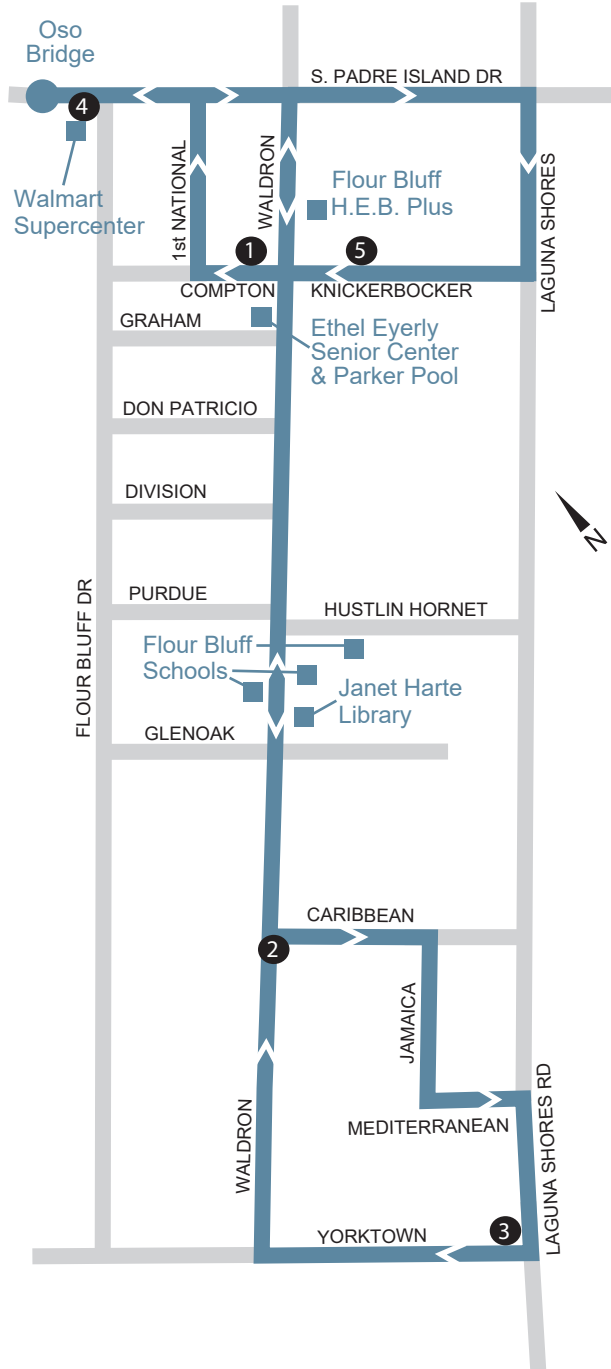 Oso
Bridge
S. PADRE ISLAND DR
4
Walmart
Supercenter
1st NATIONAL
WALDRON
Flour Bluff
H.E.B. Plus
LAGUNA SHORES
1
5
COMPTON
KNICKERBOCKER
GRAHAM
Ethel Eyerly
Senior Center
& Parker Pool
DON PATRICIO
DIVISION
N
PURDUE
HUSTLIN HORNET
FLOUR BLUFF DR
Flour Bluff
Schools
Janet Harte
Library
GLENOAK
CARIBBEAN
2
JAMAICA
MEDITERRANEAN
LAGUNA SHORES RD
WALDRON
YORKTOWN
3